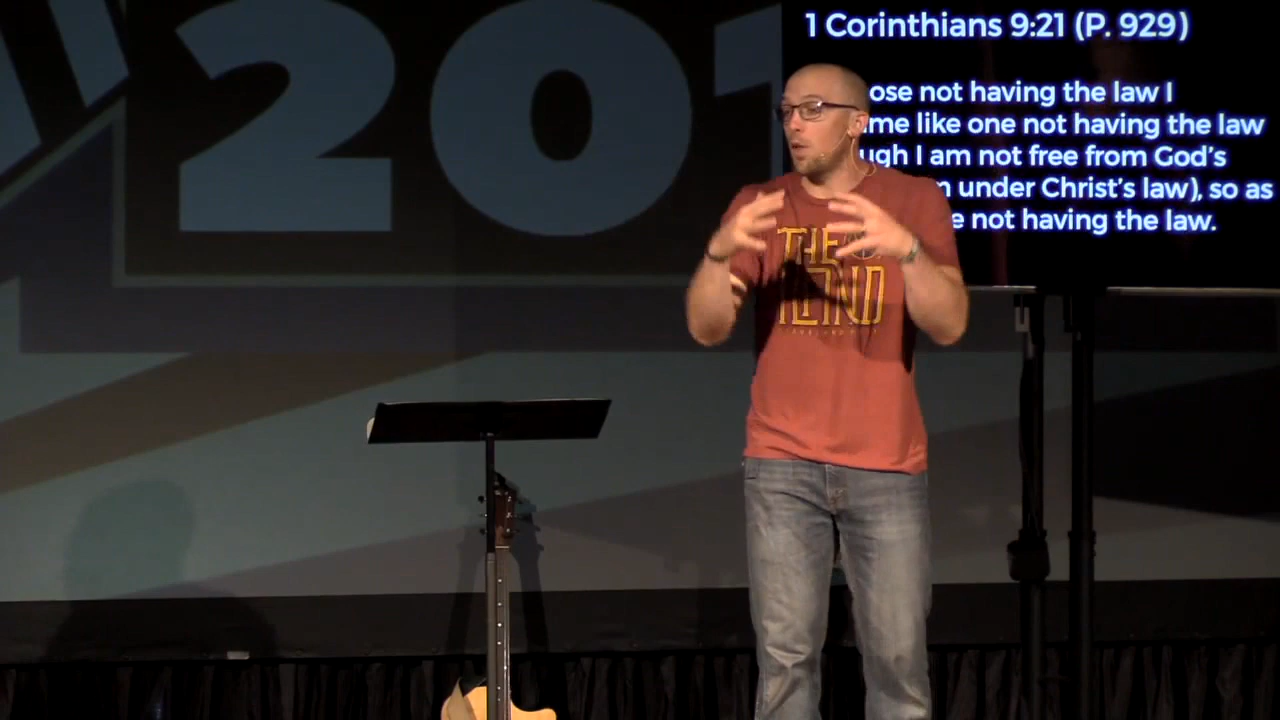 201
1 Corinthians 9:21 (P. 929)
ose not having the law I
ame like one not having the law
ugh I am not free from God's
m under Christ's law), so as
e not having the law.
THE